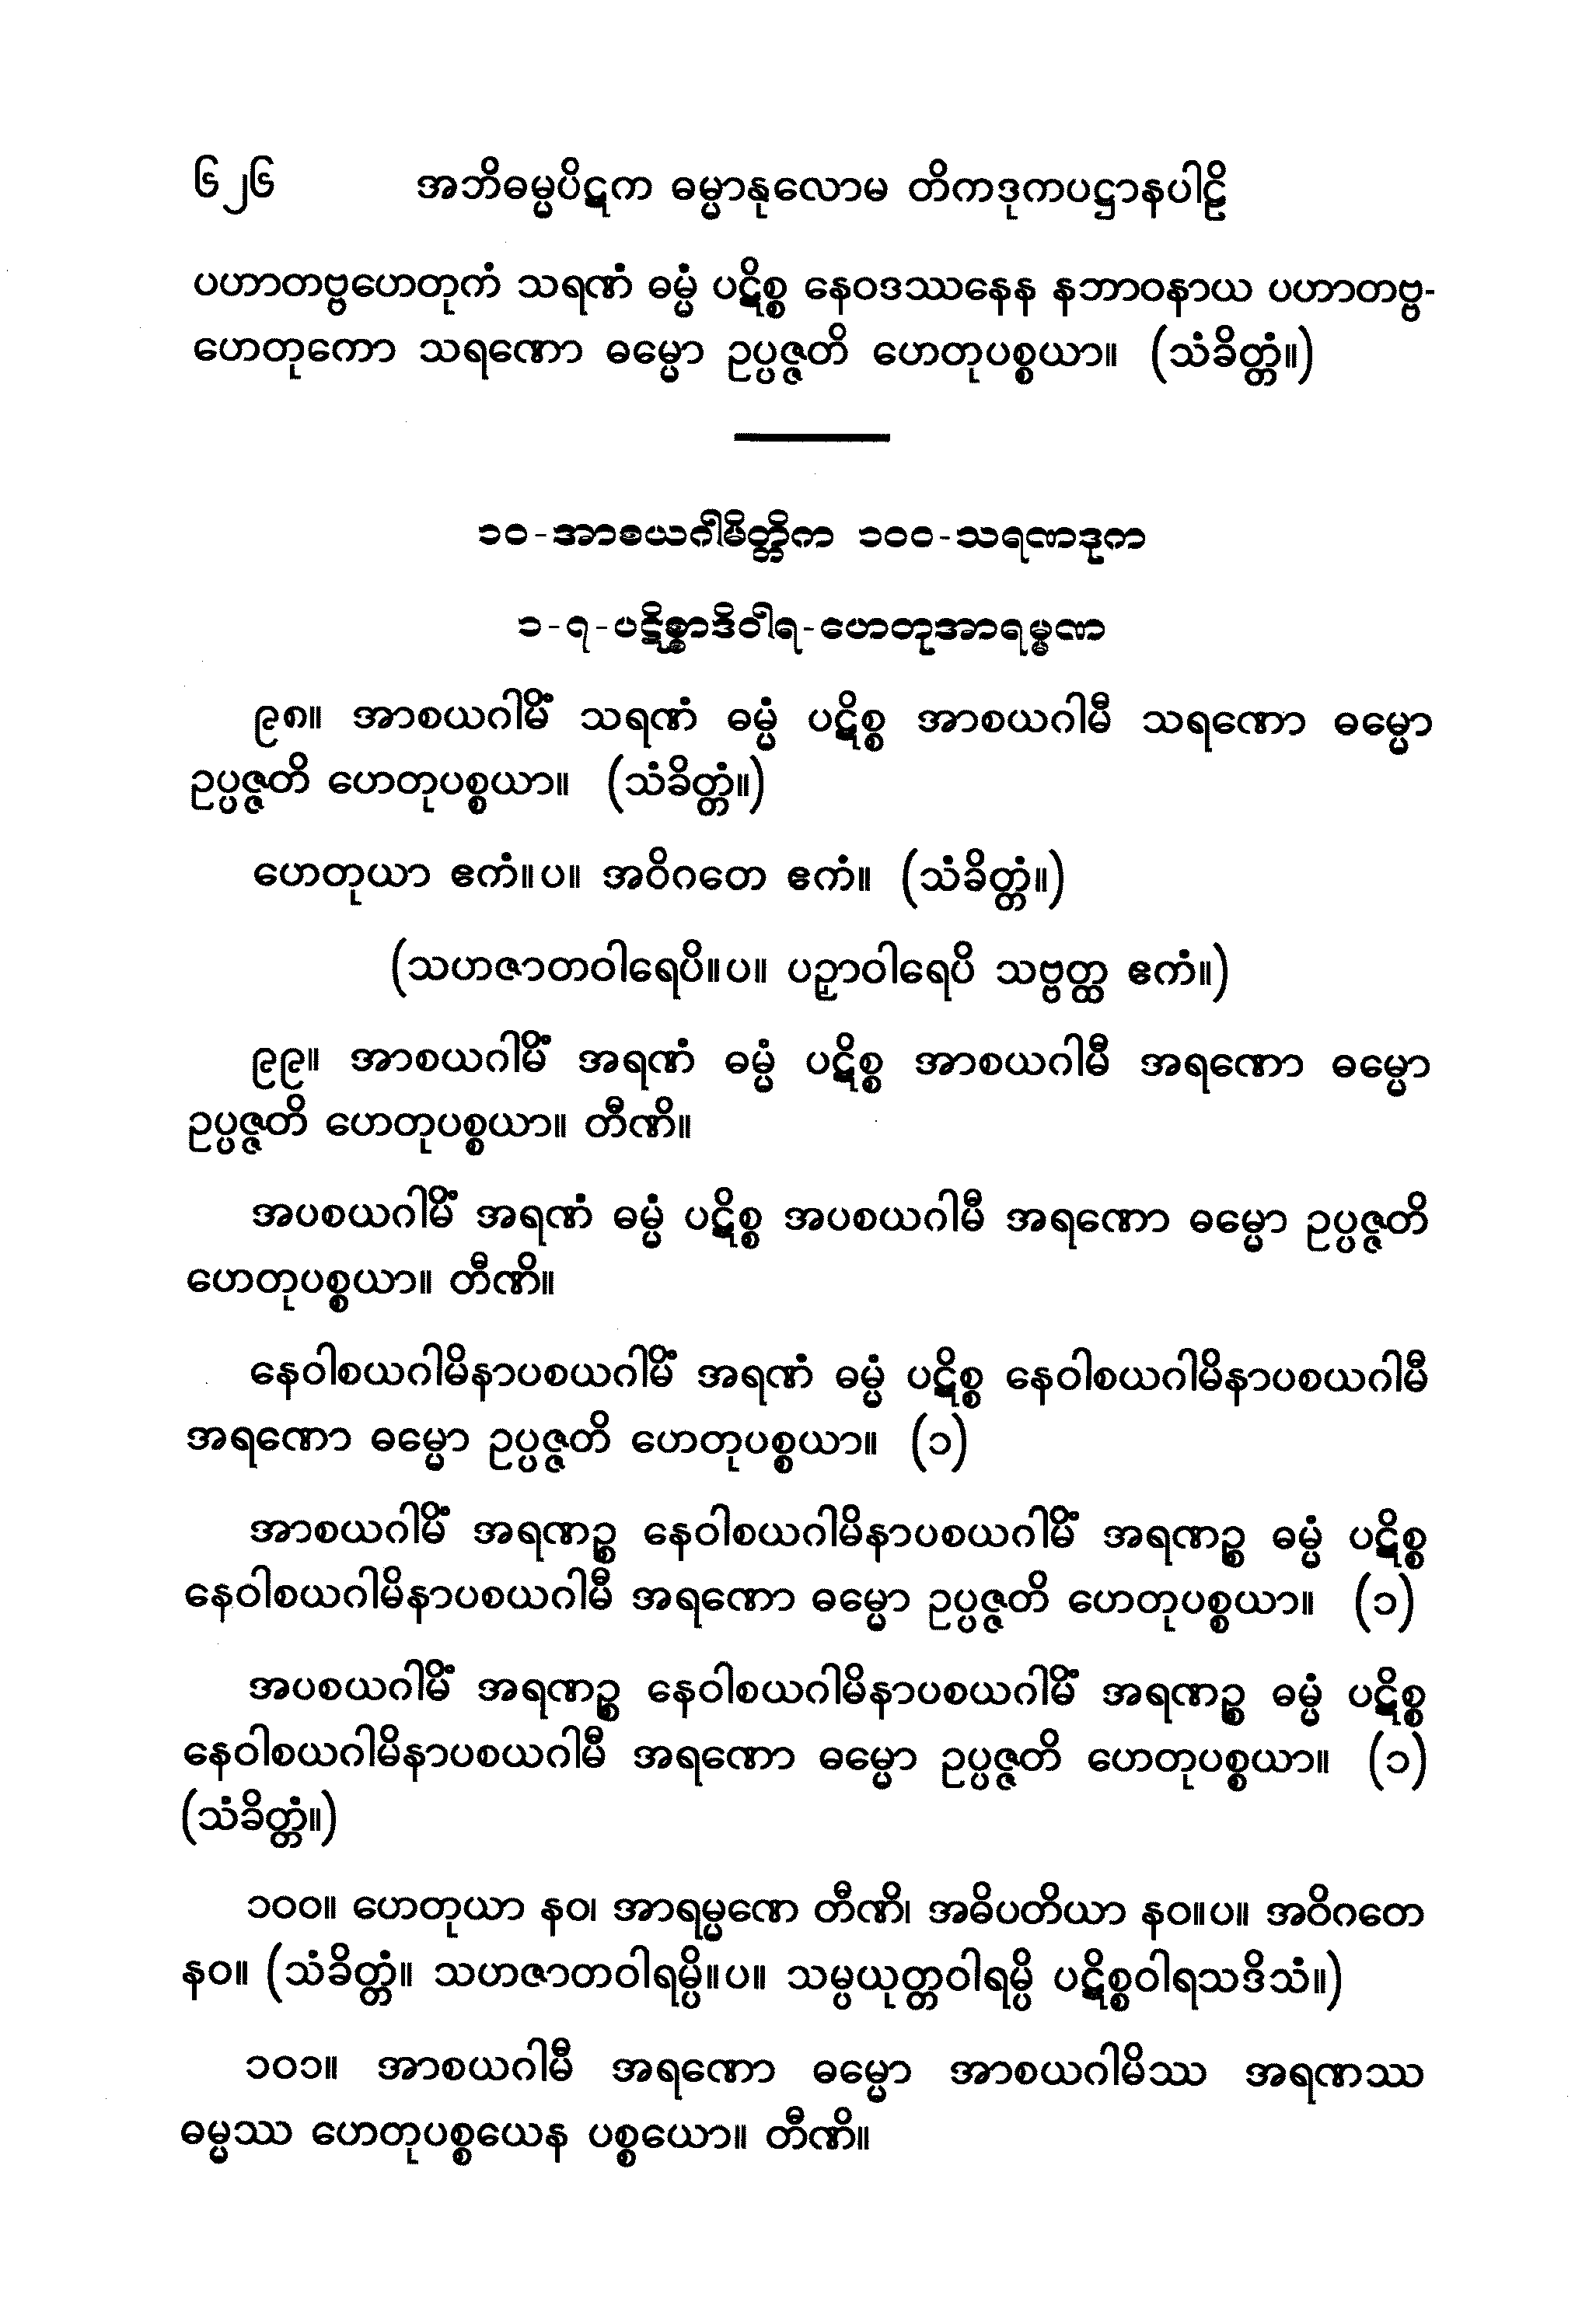 ၆၂၆ အဘိဓမ္မပိဋက ဓမ္မာနုလောမ တိကဒုကပဋ္ဌာနပါဠိ
ပဟာတဗ္ဗဟေတုကံ သရဏံ ဓမ္မံ ပဋိစ္စ နေဝဒဿနေန နဘာဝနာယ ပဟာတဗ္ဗ-
ဟေတုကော သရဏော ဓမ္မော ဥပ္ပဇ္ဇတိ ဟေတုပစ္စယာ။ (သံခိတ္တံ။)
၁၀-အာစယဂါမိတ္တိက ၁၀၀-သရဏဒုက
၁-၇-ပဋိစ္စာဒိဝါရ-ဟေတုအာရမ္မဏ
၉၈။ အာစယဂါမိံ သရဏံ ဓမ္မံ ပဋိစ္စ အာစယဂါမီ သရဏော ဓမ္မော
ဥပ္ပဇ္ဇတိ ဟေတုပစ္စယာ။ (သံခိတ္တံ။)
ဟေတုယာ ဧကံ။ပ။ အဝိဂတေ ဧကံ။ (သံခိတ္တံ။)
(သဟဇာတဝါရေပိ။ပ။ ပဉှာဝါရေပိ သဗ္ဗတ္ထ ဧကံ။)
၉၉။ အာစယဂါမိံ အရဏံ ဓမ္မံ ပဋိစ္စ အာစယဂါမီ အရဏော ဓမ္မော
ဥပ္ပဇ္ဇတိ ဟေတုပစ္စယာ။ တီဏိ။
အပစယဂါမိံ အရဏံ ဓမ္မံ ပဋိစ္စ အပစယဂါမီ အရဏော ဓမ္မော ဥပ္ပဇ္ဇတိ
ဟေတုပစ္စယာ။ တီဏိ။
နေဝါစယဂါမိနာပစယဂါမိံ အရဏံ ဓမ္မံ ပဋိစ္စ နေဝါစယဂါမိနာပစယဂါမီ
အရဏော ဓမ္မော ဥပ္ပဇ္ဇတိ ဟေတုပစ္စယာ။ (၁)
အာစယဂါမိံ အရဏဉ္စ နေဝါစယဂါမိနာပစယဂါမိံ အရဏဉ္စ ဓမ္မံ ပဋိစ္စ
နေဝါစယဂါမိနာပစယဂါမီ အရဏော ဓမ္မော ဥပ္ပဇ္ဇတိ ဟေတုပစ္စယာ။ (၁)
အပစယဂါမိံ အရဏဉ္စ နေဝါစယဂါမိနာပစယဂါမိံ အရဏဉ္စ ဓမ္မံ ပဋိစ္စ
နေဝါစယဂါမိနာပစယဂါမီ အရဏော ဓမ္မော ဥပ္ပဇ္ဇတိ ဟေတုပစ္စယာ။ (၁)
(သံခိတ္တံ။)
၁၀၀။ ဟေတုယာ နဝ၊ အာရမ္မဏေ တီဏိ၊ အဓိပတိယာ နဝ။ပ။ အဝိဂတေ
နဝ။ (သံခိတ္တံ။ သဟဇာတဝါရမ္ပိ။ပ။ သမ္ပယုတ္တဝါရမ္ပိ ပဋိစ္စဝါရသဒိသံ။)
၁၀၁။ အာစယဂါမီ အရဏော ဓမ္မော အာစယဂါမိဿ အရဏဿ
ဓမ္မဿ ဟေတုပစ္စယေန ပစ္စယော။ တီဏိ။